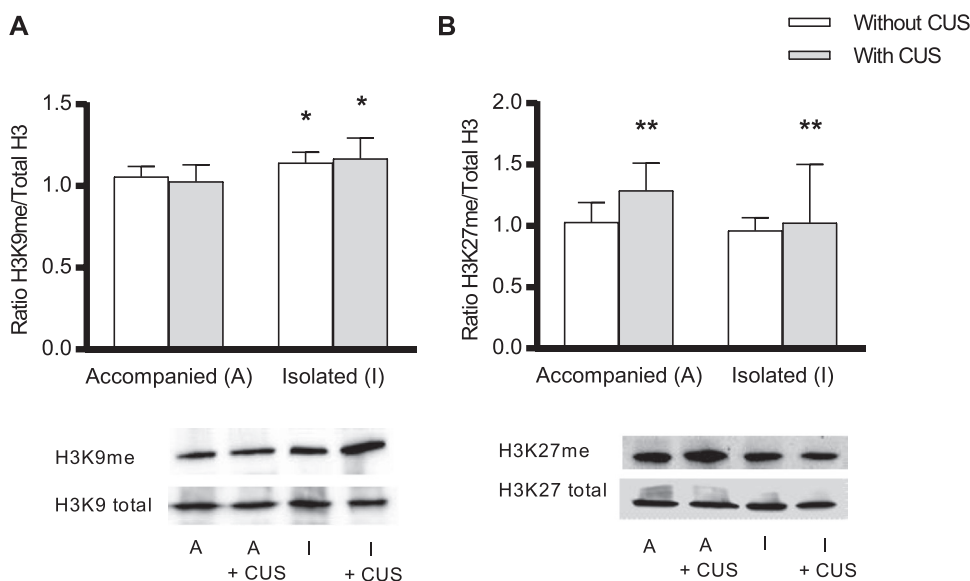 A
B
Without CUS
With CUS
Ratio H3K9me/Total H3
1.5
1.0
0.5
0.0
*
*
Accompanied (A)
Isolated (I)
Ratio H3K27me/Total H3
2.0
1.5
1.0
0.5
0.0
**
**
Accompanied (A)
Isolated (I)
H3K9me
H3K9 total
A
A
+ CUS
I
I
+ CUS
H3K27me
H3K27 total
A
A
+ CUS
I
I
+ CUS